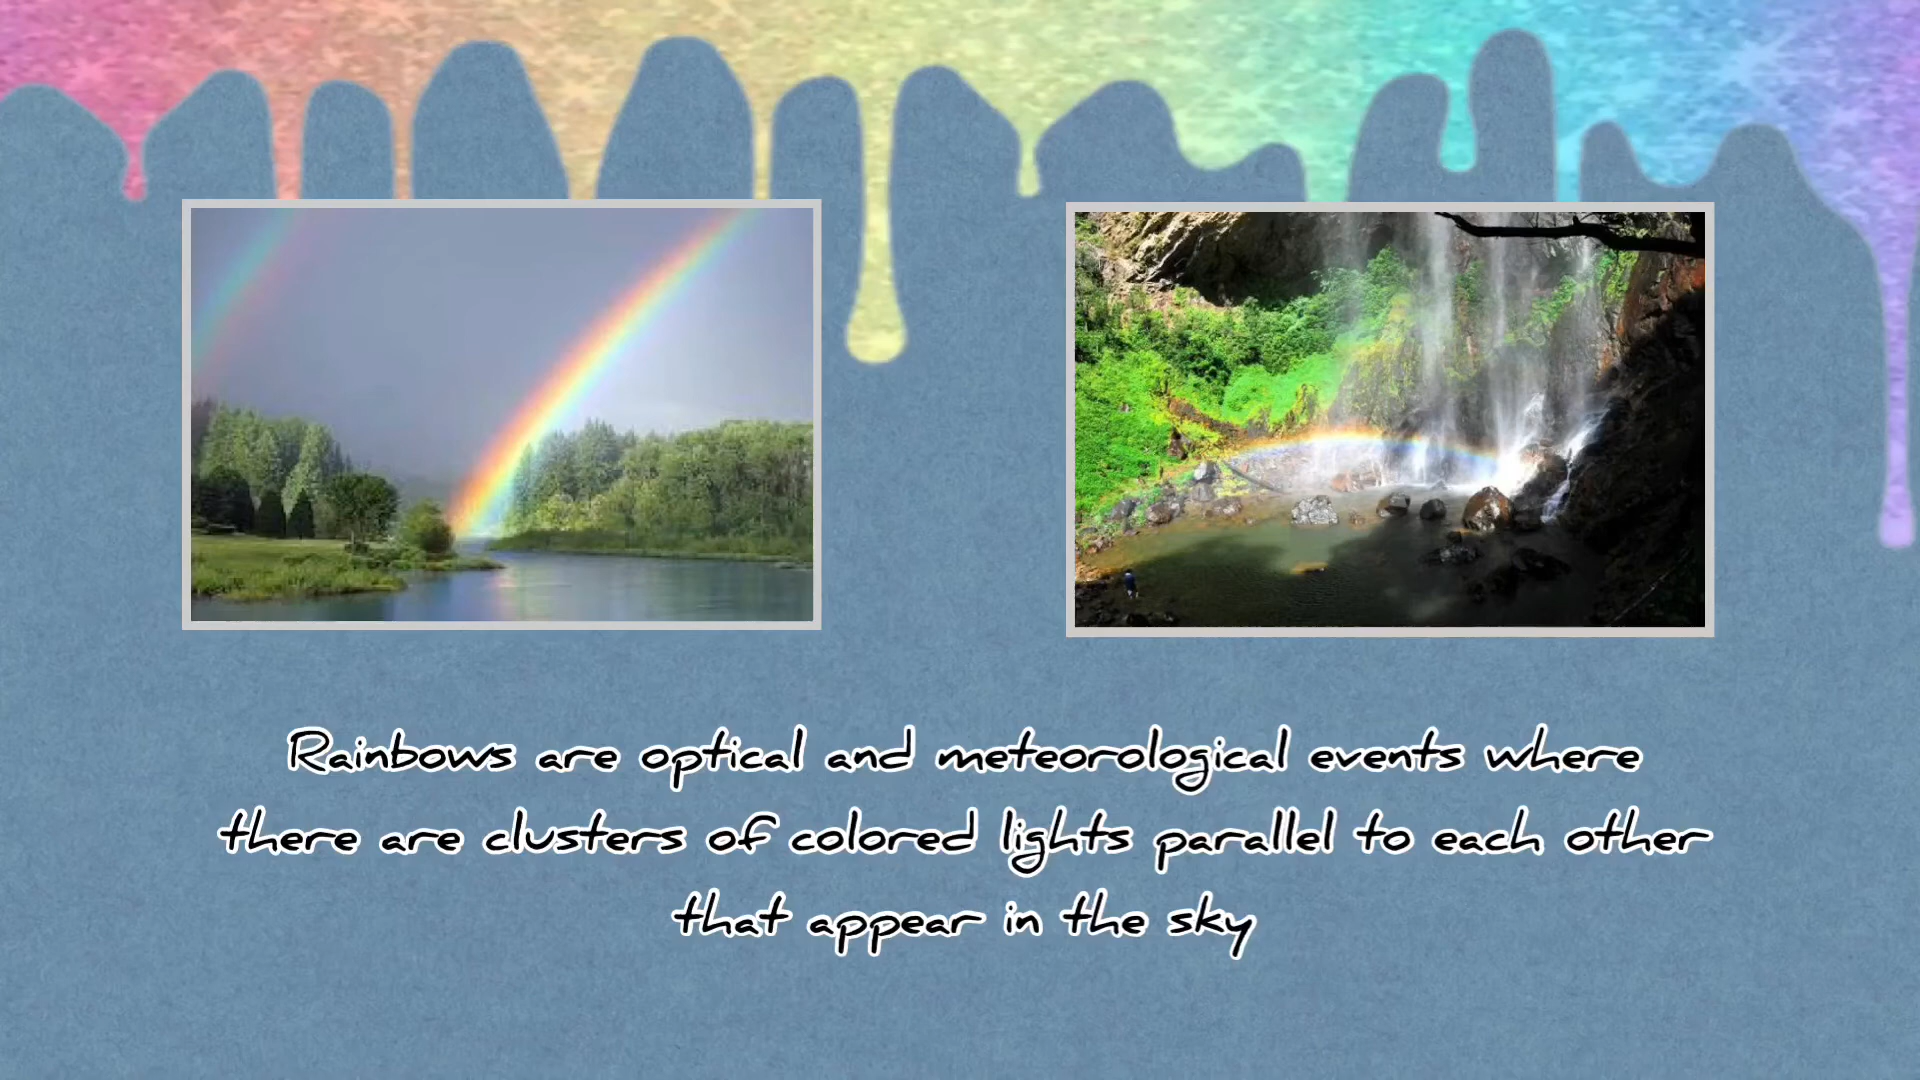 Rainbows are optical and meteorological events where
there are clusters of colored lights parallel to each other
that appear in the sky